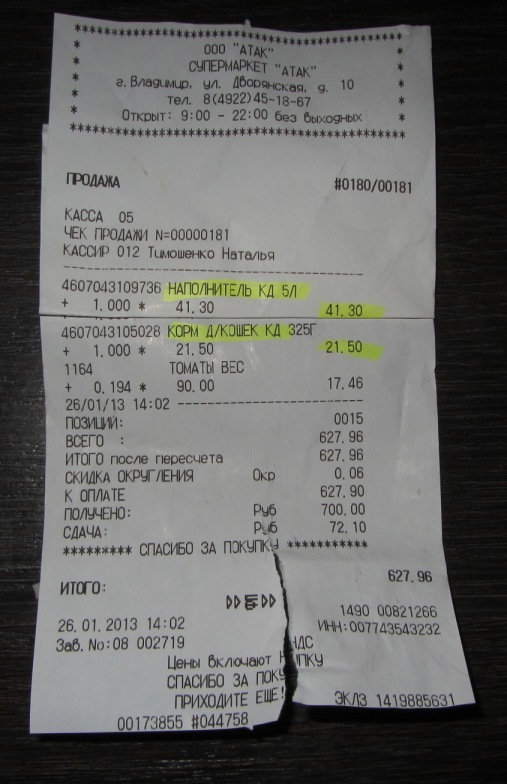 ************************
* ООО "АТАК" *
* СУПЕРМАРКЕТ "АТАК" *
* г.Владимир, ул. Дворянская, д. 10 *
* тел. 8(4922)45-18-67 *
* Открыт: 9:00 - 22:00 без выходных *
************************
ПРОДАЖА #0180/00181
КАССА 05
ЧЕК ПРОДАЖИ N=00000181
КАССИР 012 Тимошенко Наталья
----------------------------------------
4607043109736 НАПОЛНИТЕЛЬ КД 5Л
+ 1.000 * 41.30 41.30
4607043105028 КОРМ Д/КОШЕК КД 325Г
+ 1.000 * 21.50 21.50
1164 ТОМАТЫ ВЕС
+ 0.194 * 90.00 17.46
26/01/13 14:02 ------------------------
ПОЗИЦИЙ: 0015
ВСЕГО : 627.96
ИТОГО после пересчета 627.96
СКИДКА ОКРУГЛЕНИЯ Окр 0.06
К ОПЛАТЕ 627.90
ПОЛУЧЕНО: Руб 700.00
СДАЧА: Руб 72.10
********* СПАСИБО ЗА ПОКУПКУ ***********
ИТОГО: 627.96
26.01.2013 14:02 1490 00821266
Зав.No:08 002719 ИНН:007743543232
Цены включают НДС
СПАСИБО ЗА ПОКУПКУ
ПРИХОДИТЕ ЕЩЕ!
00173855 #044758 ЭКЛЗ 1419885631